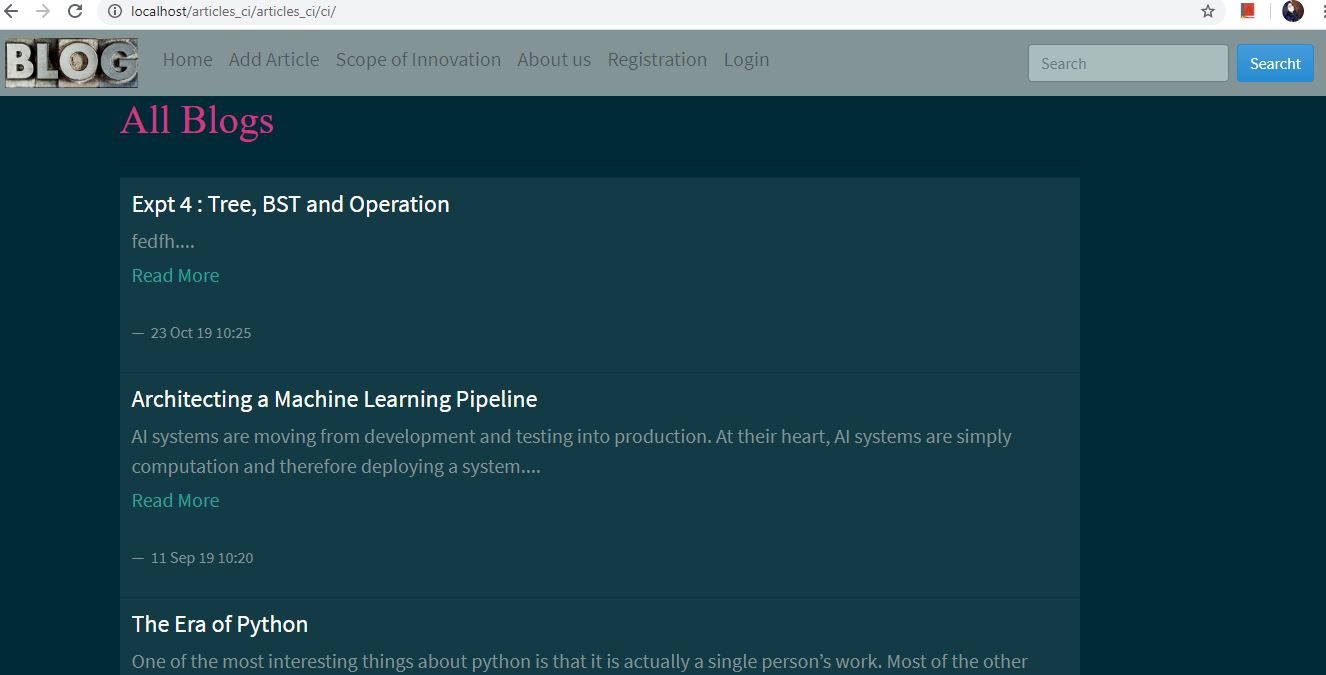 localhost/articles_ci/articles_ci/ci/
BLOG Home Add Article Scope of Innovation About us Registration Login Search Searcht
All Blogs
Expt 4 : Tree, BST and Operation
fedfh....
Read More
— 23 Oct 19 10:25
Architecting a Machine Learning Pipeline
AI systems are moving from development and testing into production. At their heart, AI systems are simply
computation and therefore deploying a system....
Read More
— 11 Sep 19 10:20
The Era of Python
One of the most interesting things about python is that it is actually a single person’s work. Most of the other